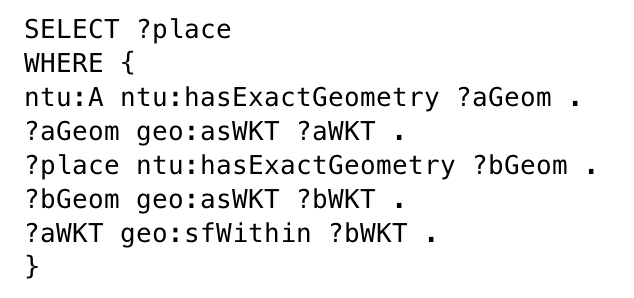 SELECT ?place
WHERE {
ntu:A ntu:hasExactGeometry ?aGeom .
?aGeom geo:asWKT ?aWKT .
?place ntu:hasExactGeometry ?bGeom .
?bGeom geo:asWKT ?bWKT .
?aWKT geo:sfWithin ?bWKT .
}